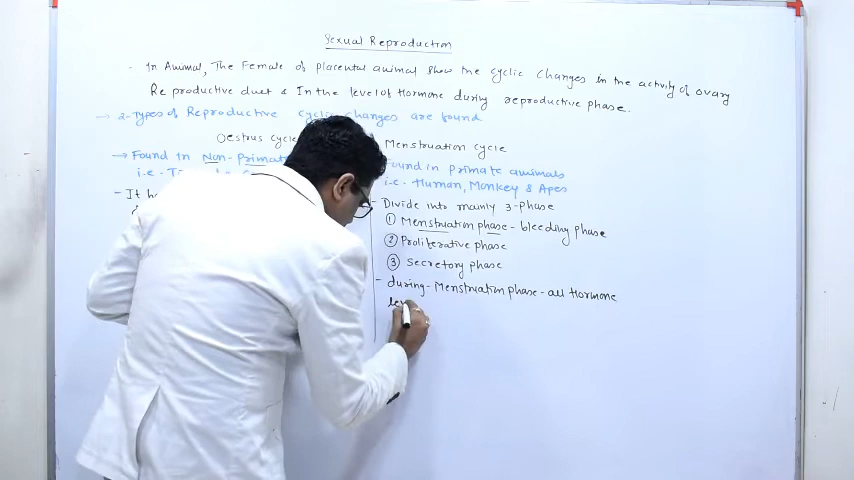 Sexual Reproduction
- In Animal, The Female of placental animal show the cyclic changes in the activity of ovary
Reproductive duct & In the level of Hormone during reproductive phase.
→ 2-Types of Reproductive cyclic changes are found
Oestrus cycle
→ Found in Non-primat
i.e.
- It h
Menstruation cycle
Found in primate animals
i.e. Human, Monkey & Apes
- Divide into mainly 3-phase
① Menstruation phase - bleeding phase
② Proliferative phase
③ Secretory phase
- during - Menstruation phase - all Hormone
lev